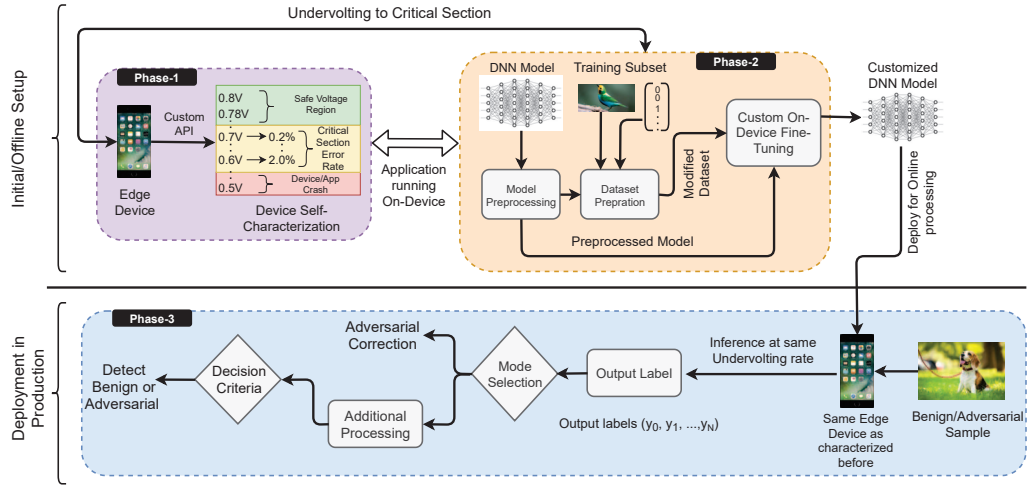 Undervolting to Critical Section
Initial/Offline Setup
Phase-1
Edge
Device
Custom
API
0.8V
0.78V
Safe Voltage
Region
0.7V
0.2%
0.6V
2.0%
Critical
Section
Error
Rate
0.5V
Device/App
Crash
Device Self-
Characterization
Application
running
On-Device
Phase-2
DNN Model
Training Subset
0
0
1
Model
Preprocessing
Dataset
Prepration
Modified
Dataset
Custom On-
Device Fine-
Tuning
Preprocessed Model
Customized
DNN Model
Deploy for Online
processing
Deployment in
Production
Phase-3
Detect
Benign or
Adversarial
Decision
Criteria
Additional
Processing
Adversarial
Correction
Mode
Selection
Output Label
Output labels (y0, y1, ...,yN)
Inference at same
Undervolting rate
Same Edge
Device as
characterized
before
Benign/Adversarial
Sample